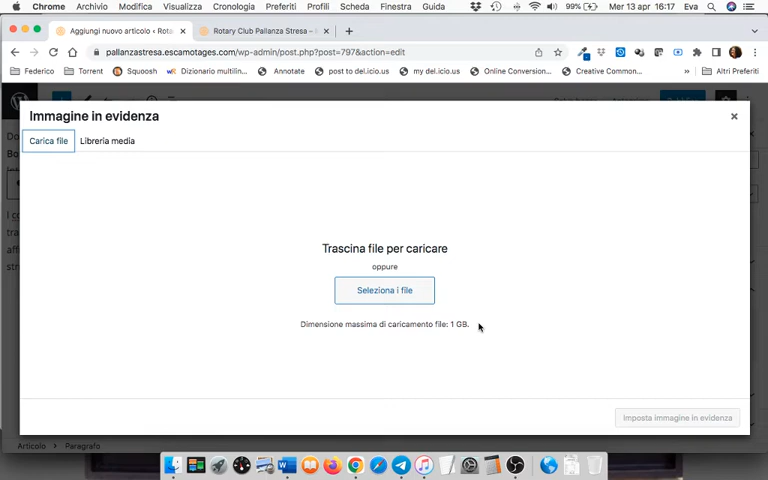 Chrome Archivio Modifica Visualizza Cronologia Preferiti Profili Scheda Finestra Guida 99% Mer 13 apr 16:17 Eva
Aggiungi nuovo articolo ‹ Rota × Rotary Club Pallanza Stresa – A × +
pallanzastresa.escamotages.com/wp-admin/post.php?post=797&action=edit
Federico Torrent Squoosh Dizionario multilin... Annotate post to del.icio.us my del.icio.us Online Conversion... Creative Common... » Altri Preferiti
Immagine in evidenza
Carica file Libreria media
Trascina file per caricare
oppure
Seleziona i file
Dimensione massima di caricamento file: 1 GB.
Imposta immagine in evidenza
Articolo > Paragrafo